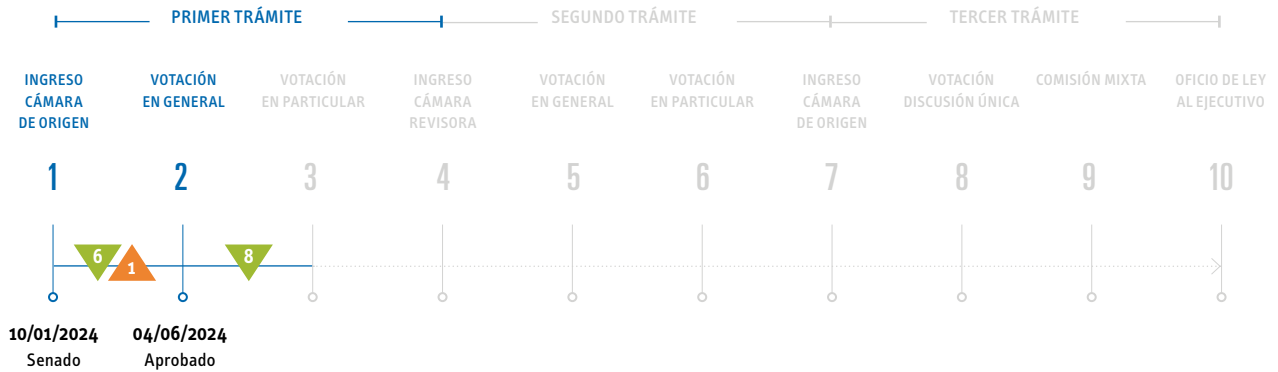 PRIMER TRÁMITE
SEGUNDO TRÁMITE
TERCER TRÁMITE
INGRESO
CÁMARA
DE ORIGEN
VOTACIÓN
EN GENERAL
VOTACIÓN
EN PARTICULAR
INGRESO
CÁMARA
REVISORA
VOTACIÓN
EN GENERAL
VOTACIÓN
EN PARTICULAR
INGRESO
CÁMARA
DE ORIGEN
VOTACIÓN
DISCUSIÓN ÚNICA
COMISIÓN MIXTA
OFICIO DE LEY
AL EJECUTIVO
1
2
3
4
5
6
7
8
9
10
6
1
8
10/01/2024
Senado
04/06/2024
Aprobado